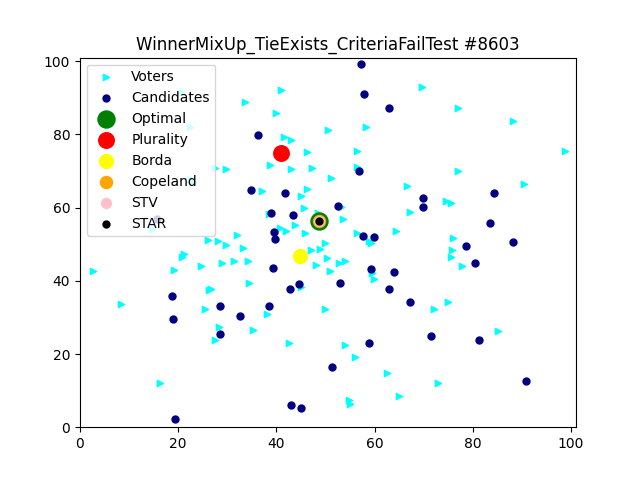 WinnerMixUp_TieExists_CriteriaFailTest #8603
Voters
Candidates
Optimal
Plurality
Borda
Copeland
STV
STAR
100
80
60
40
20
0
0 20 40 60 80 100